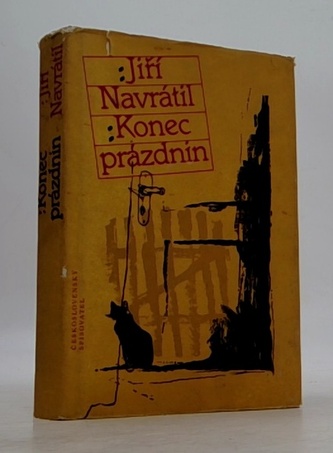 :Jiří
Navrátil
:Konec
prázdnin
:Jiří
Navrátil
:Konec
prázdnin
ČESKOSLOVENSKÝ
SPISOVATEL